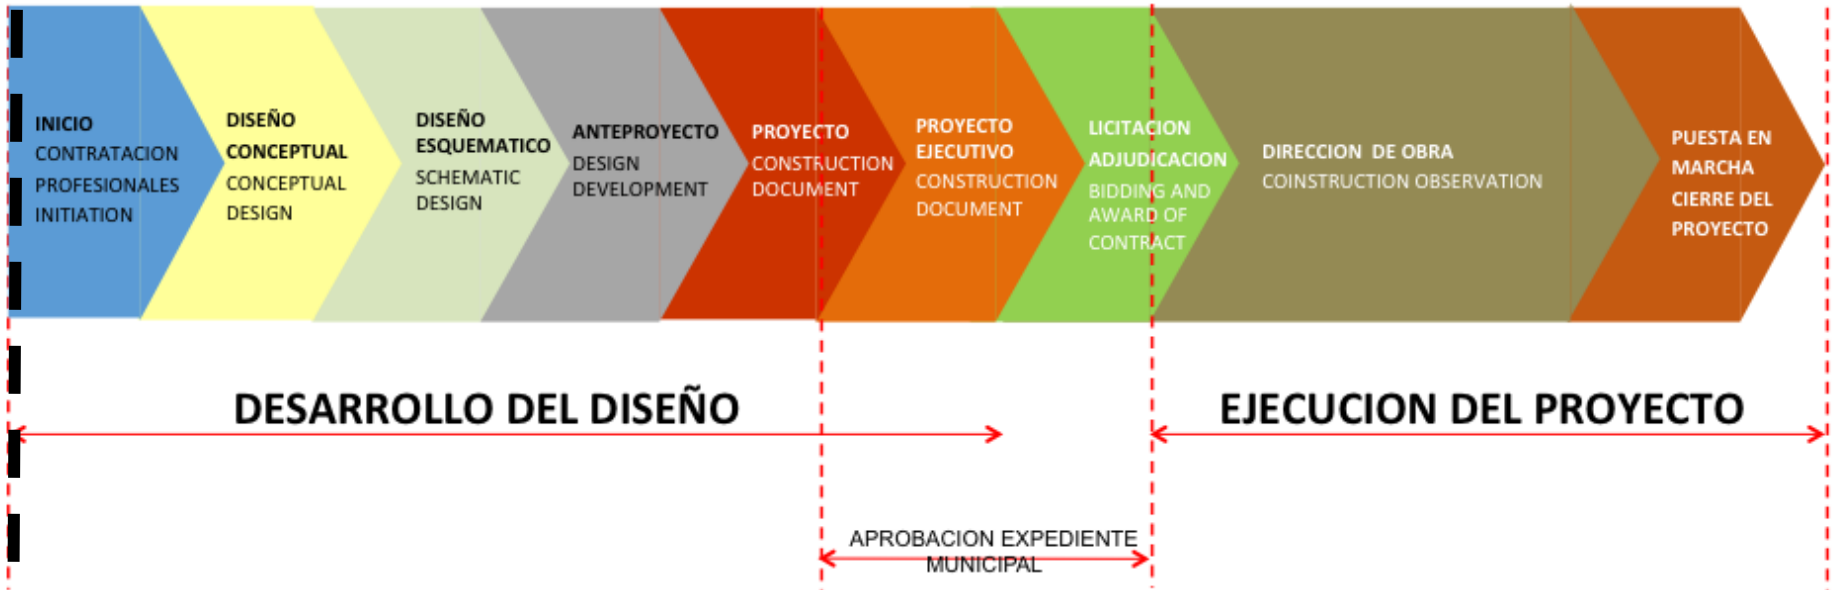 INICIO
CONTRATACION
PROFESIONALES
INITIATION
DISEÑO
CONCEPTUAL
CONCEPTUAL
DESIGN
DISEÑO
ESQUEMATICO
SCHEMATIC
DESIGN
ANTEPROYECTO
DESIGN
DEVELOPMENT
PROYECTO
CONSTRUCTION
DOCUMENT
PROYECTO
EJECUTIVO
CONSTRUCTION
DOCUMENT
LICITACION
ADJUDICACION
BIDDING AND
AWARD OF
CONTRACT
DIRECCION DE OBRA
COINSTRUCTION OBSERVATION
PUESTA EN
MARCHA
CIERRE DEL
PROYECTO
DESARROLLO DEL DISEÑO
EJECUCION DEL PROYECTO
APROBACION EXPEDIENTE
MUNICIPAL